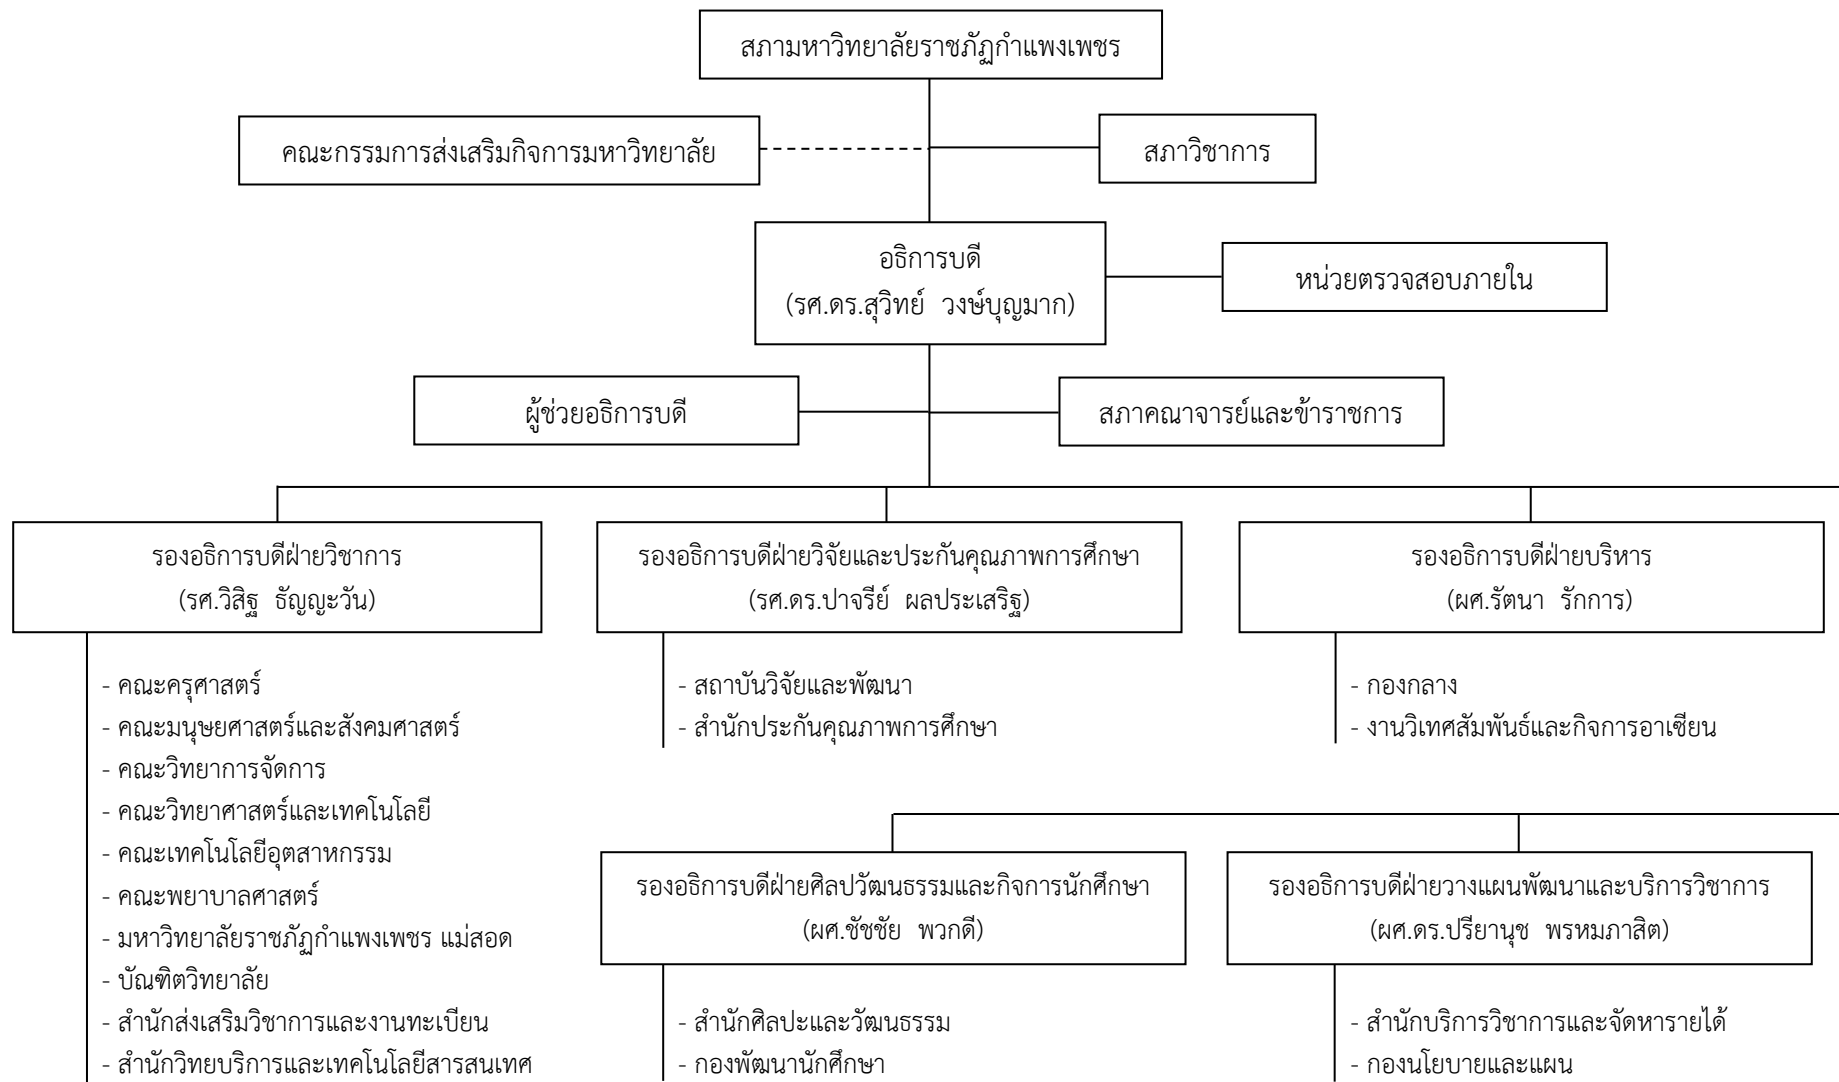 สภามหาวิทยาลัยราชภัฏกำแพงเพชร
คณะกรรมการส่งเสริมกิจการมหาวิทยาลัย
สภาวิชาการ
อธิการบดี
(รศ.ดร.สุวิทย์ วงษ์บุญมาก)
หน่วยตรวจสอบภายใน
ผู้ช่วยอธิการบดี
สภาคณาจารย์และข้าราชการ
รองอธิการบดีฝ่ายวิชาการ
(รศ.วิสิฐ ธัญญะวัน)
- คณะครุศาสตร์
- คณะมนุษยศาสตร์และสังคมศาสตร์
- คณะวิทยาการจัดการ
- คณะวิทยาศาสตร์และเทคโนโลยี
- คณะเทคโนโลยีอุตสาหกรรม
- คณะพยาบาลศาสตร์
- มหาวิทยาลัยราชภัฏกำแพงเพชร แม่สอด
- บัณฑิตวิทยาลัย
- สำนักส่งเสริมวิชาการและงานทะเบียน
- สำนักวิทยบริการและเทคโนโลยีสารสนเทศ
รองอธิการบดีฝ่ายวิจัยและประกันคุณภาพการศึกษา
(รศ.ดร.ปาจรีย์ ผลประเสริฐ)
- สถาบันวิจัยและพัฒนา
- สำนักประกันคุณภาพการศึกษา
รองอธิการบดีฝ่ายบริหาร
(ผศ.รัตนา รักการ)
- กองกลาง
- งานวิเทศสัมพันธ์และกิจการอาเซียน
รองอธิการบดีฝ่ายศิลปวัฒนธรรมและกิจการนักศึกษา
(ผศ.ชัชชัย พวกดี)
- สำนักศิลปะและวัฒนธรรม
- กองพัฒนานักศึกษา
รองอธิการบดีฝ่ายวางแผนพัฒนาและบริการวิชาการ
(ผศ.ดร.ปรียานุช พรหมภาสิต)
- สำนักบริการวิชาการและจัดหารายได้
- กองนโยบายและแผน